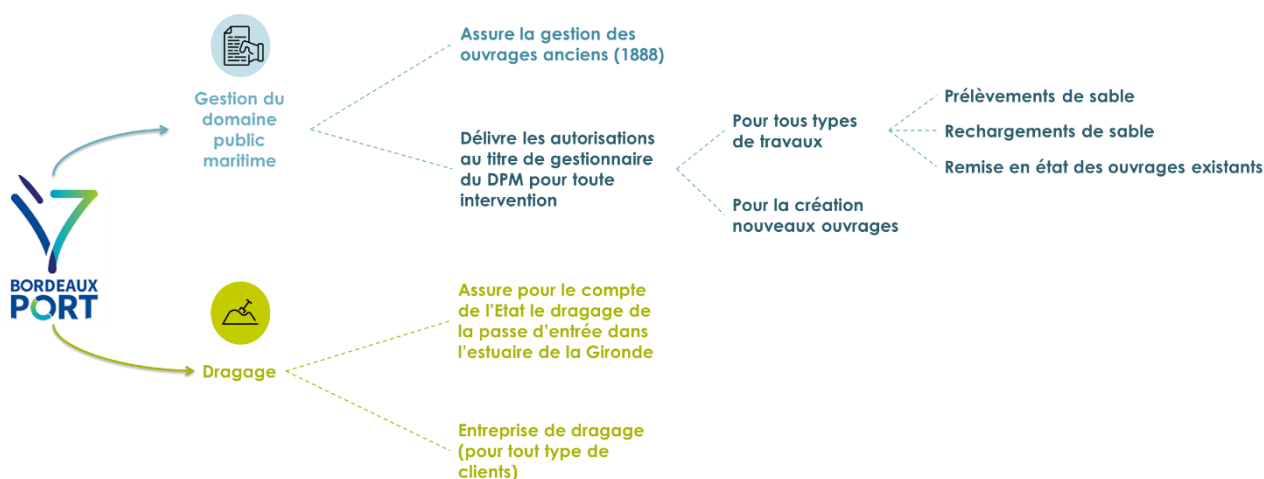 Assure la gestion des
ouvrages anciens (1888)
Gestion du
domaine
public
maritime
Délivre les autorisations
au titre de gestionnaire
du DPM pour toute
intervention
Pour tous types
de travaux
Prélèvements de sable
Rechargements de sable
Remise en état des ouvrages existants
Pour la création
nouveaux ouvrages
BORDEAUX
PORT
Dragage
Assure pour le compte
de l’Etat le dragage de
la passe d’entrée dans
l’estuaire de la Gironde
Entreprise de dragage
(pour tout type de
clients)